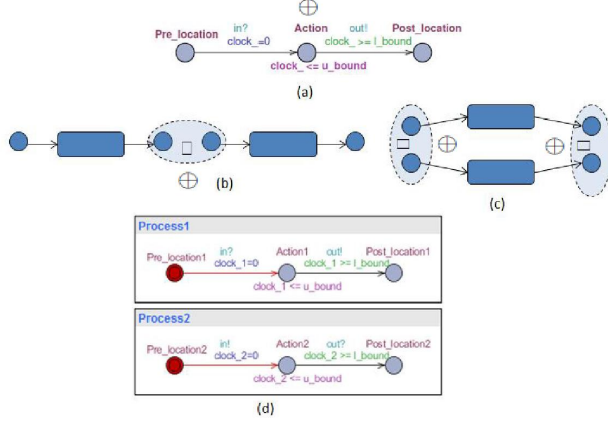 in? Action out!
Pre_location Post_location
clock_=0 clock_ >= l_bound
clock_ <= u_bound
(a)
(b)
(c)
Process1
in? Action1 out!
Pre_location1 Post_location1
clock_1=0 clock_1 >= l_bound
clock_1 <= u_bound
Process2
in! Action2 out?
Pre_location2 Post_location2
clock_2=0 clock_2 >= l_bound
clock_2 <= u_bound
(d)